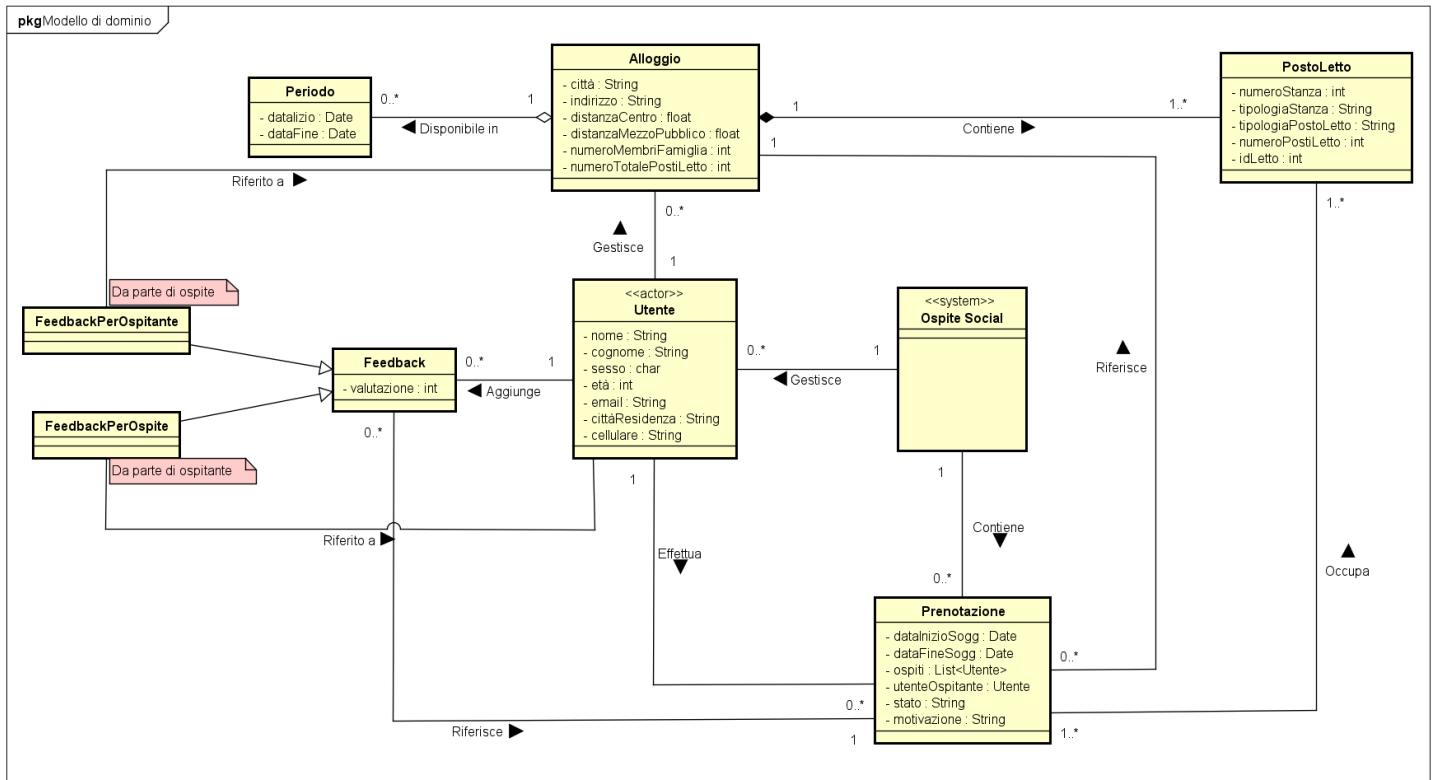 pkg Modello di dominio
Alloggio
- città : String
- indirizzo : String
- distanzaCentro : float
- distanzaMezzoPubblico : float
- numeroMembriFamiglia : int
- numeroTotalePostiLetto : int
Periodo
- dataIizio : Date
- dataFine : Date
0..*
1
Disponibile in
PostoLetto
- numeroStanza : int
- tipologiaStanza : String
- tipologiaPostoLetto : String
- numeroPostiLetto : int
- idLetto : int
1
1..*
Contiene
1
Riferito a
0..*
Gestisce
1
1..*
Da parte di ospite
FeedbackPerOspitante
<<actor>>
Utente
- nome : String
- cognome : String
- sesso : char
- età : int
- email : String
- cittàResidenza : String
- cellulare : String
<<system>>
Ospite Social
0..*
1
Gestisce
Riferisce
Feedback
- valutazione : int
0..*
1
Aggiunge
FeedbackPerOspite
Da parte di ospitante
0..*
1
1
Riferito a
Effettua
Contiene
Occupa
0..*
Prenotazione
- dataInizioSogg : Date
- dataFineSogg : Date
- ospiti : List<Utente>
- utenteOspitante : Utente
- stato : String
- motivazione : String
0..*
0..*
Riferisce
1
1..*